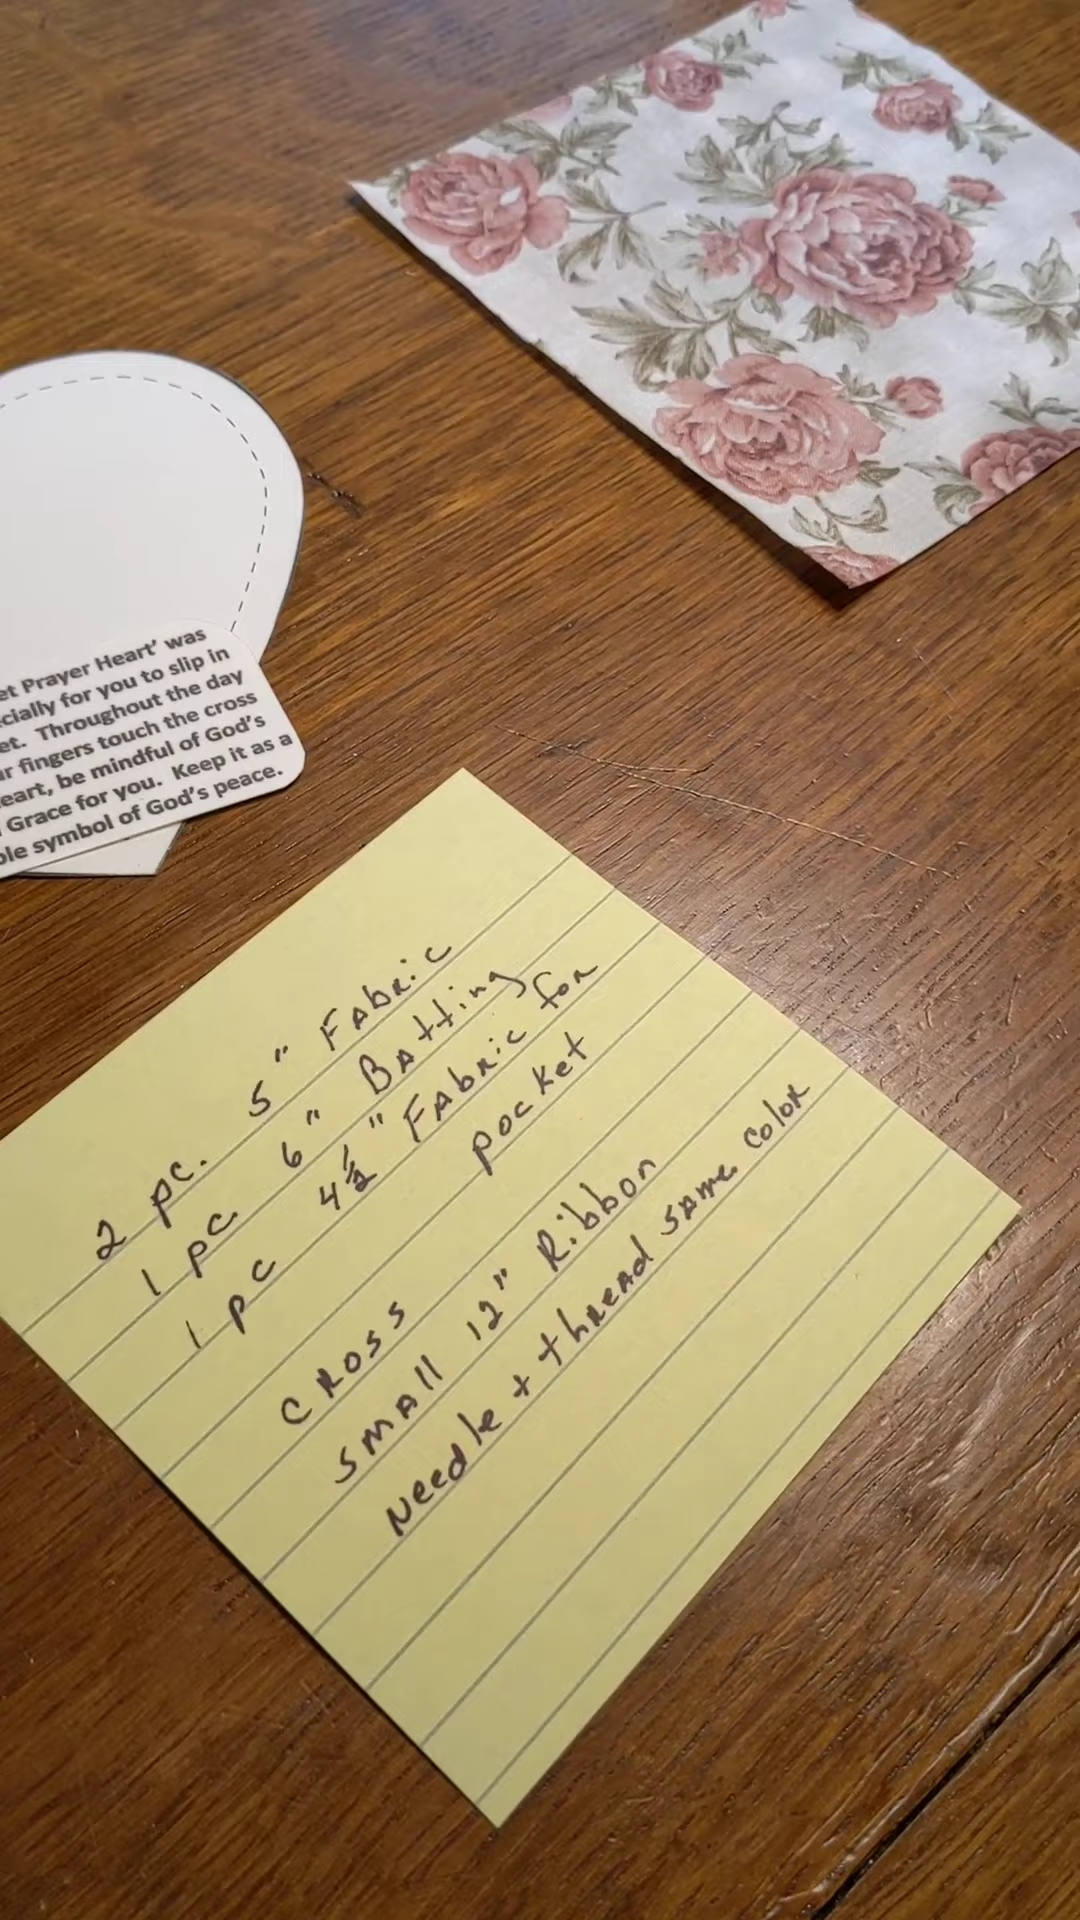 et Prayer Heart' was
cially for you to slip in
et. Throughout the day
ur fingers touch the cross
eart, be mindful of God's
Grace for you. Keep it as a
ble symbol of God's peace.
2 pc. 5" Fabric
1 pc. 6" Batting
1 pc 4½" Fabric for
pocket
Cross
Small 12" Ribbon
Needle + thread same color